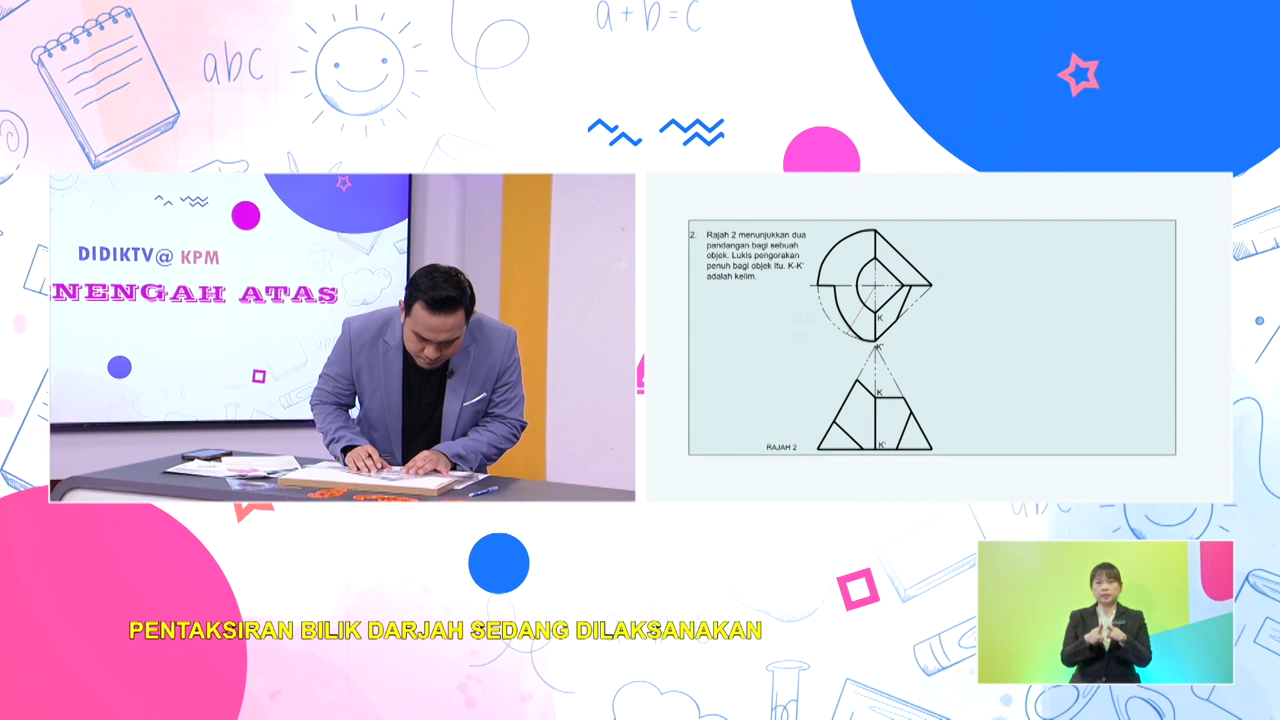 abc
a+b=c
DIDIKTV@ KPM
NENGAH ATAS
2. Rajah 2 menunjukkan dua
pandangan bagi sebuah
objek. Lukis pengorakan
penuh bagi objek itu. K-K'
adalah kelim.
K
K'
K
K'
RAJAH 2
abc
PENTAKSIRAN BILIK DARJAH SEDANG DILAKSANAKAN